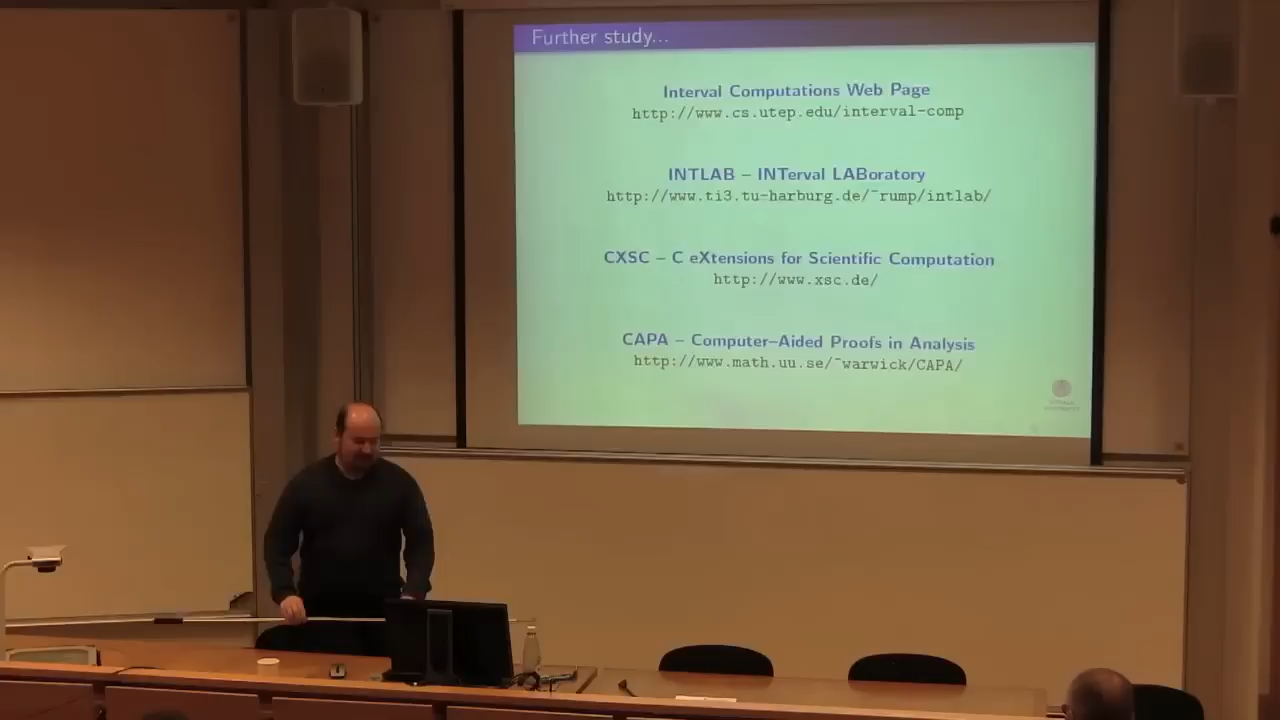 Further study...
Interval Computations Web Page
http://www.cs.utep.edu/interval-comp
INTLAB – INTerval LABoratory
http://www.ti3.tu-harburg.de/~rump/intlab/
CXSC – C eXtensions for Scientific Computation
http://www.xsc.de/
CAPA – Computer–Aided Proofs in Analysis
http://www.math.uu.se/~warwick/CAPA/